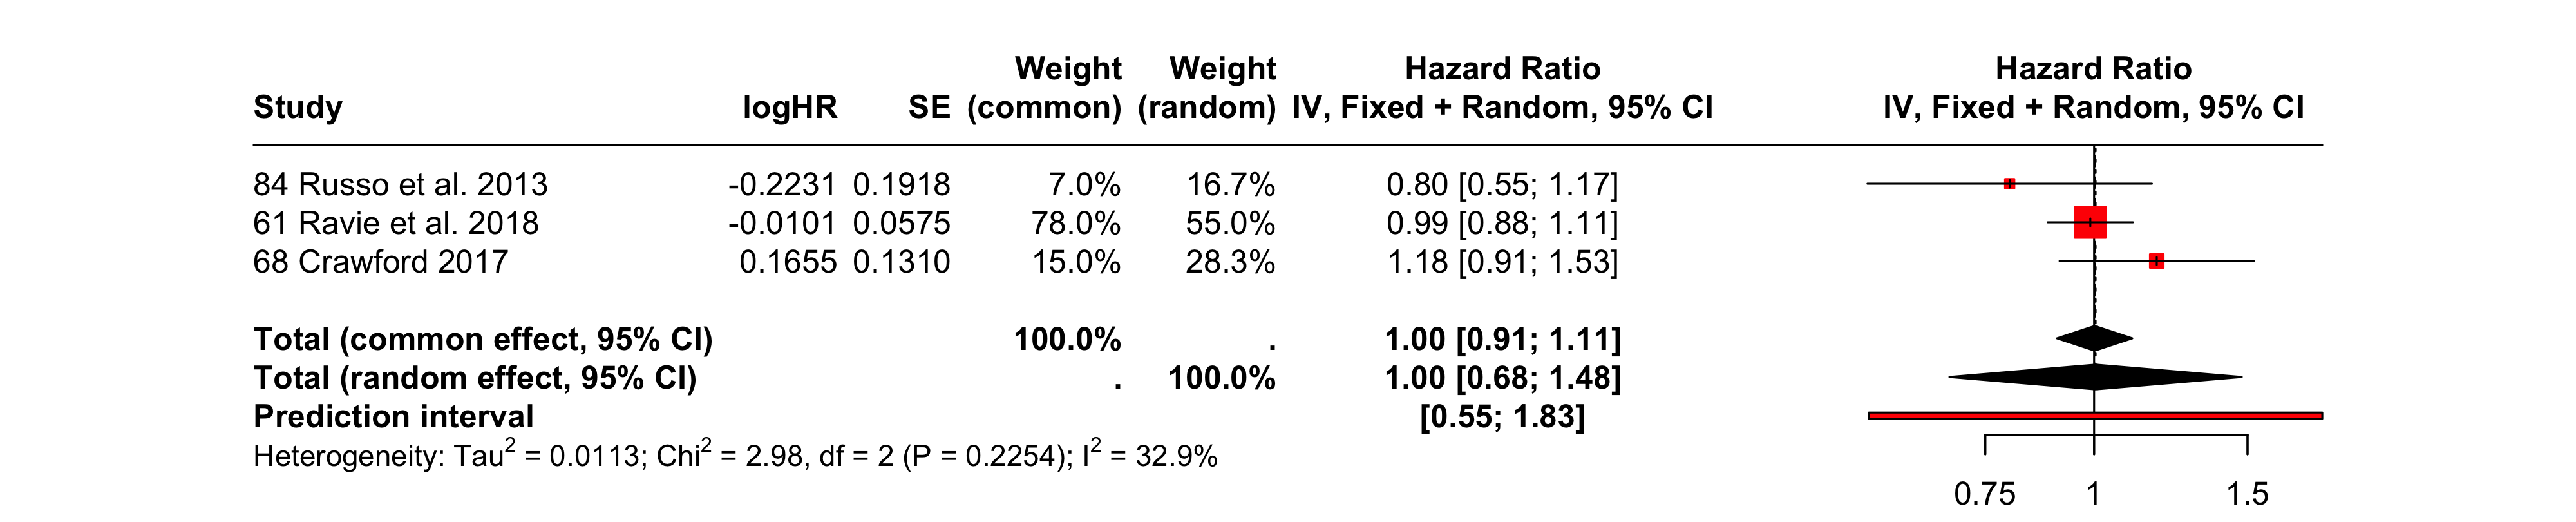 Weight Weight Hazard Ratio Hazard Ratio
Study logHR SE (common) (random) IV, Fixed + Random, 95% CI IV, Fixed + Random, 95% CI
84 Russo et al. 2013 -0.2231 0.1918 7.0% 16.7% 0.80 [0.55; 1.17]
61 Ravie et al. 2018 -0.0101 0.0575 78.0% 55.0% 0.99 [0.88; 1.11]
68 Crawford 2017 0.1655 0.1310 15.0% 28.3% 1.18 [0.91; 1.53]
Total (common effect, 95% CI) 100.0% . 1.00 [0.91; 1.11]
Total (random effect, 95% CI) . 100.0% 1.00 [0.68; 1.48]
Prediction interval [0.55; 1.83]
Heterogeneity: Tau² = 0.0113; Chi² = 2.98, df = 2 (P = 0.2254); I² = 32.9%
0.75 1 1.5